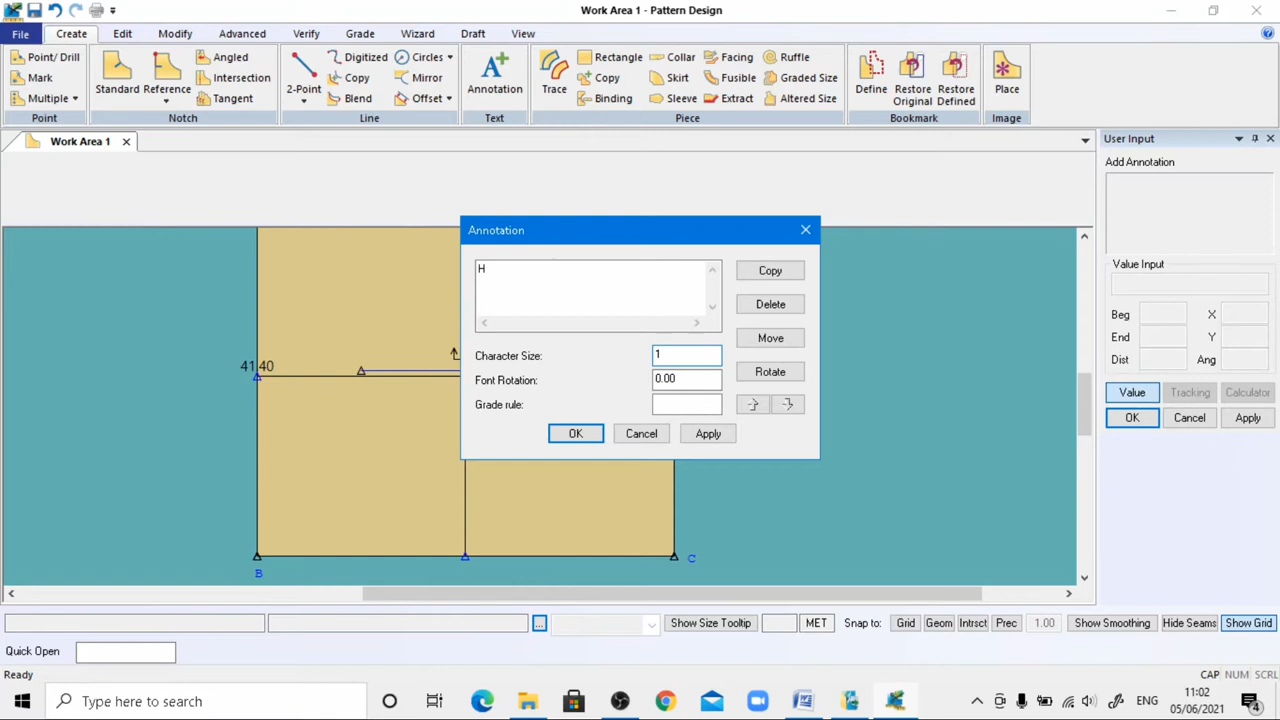 Work Area 1 - Pattern Design
File Create Edit Modify Advanced Verify Grade Wizard Draft View
Point/ Drill Angled Digitized Circles Rectangle Collar Facing Ruffle
Mark Standard Reference Intersection 2-Point Copy Mirror Annotation Trace Copy Skirt Fusible Graded Size Define Restore Original Restore Defined Place
Multiple Tangent Blend Offset Binding Sleeve Extract Altered Size
Point Notch Line Text Piece Bookmark Image
Work Area 1
User Input
Add Annotation
Annotation
H
Copy
Delete
Move
Rotate
Character Size: 1
Font Rotation: 0.00
Grade rule:
OK Cancel Apply
Value Input
Beg X
End Y
Dist Ang
Value Tracking Calculator
OK Cancel Apply
41.40
B
C
... Show Size Tooltip MET Snap to: Grid Geom Intrsct Prec 1.00 Show Smoothing Hide Seams Show Grid
Quick Open
Ready CAP NUM SCRL
Type here to search
ENG
11:02
05/06/2021
4